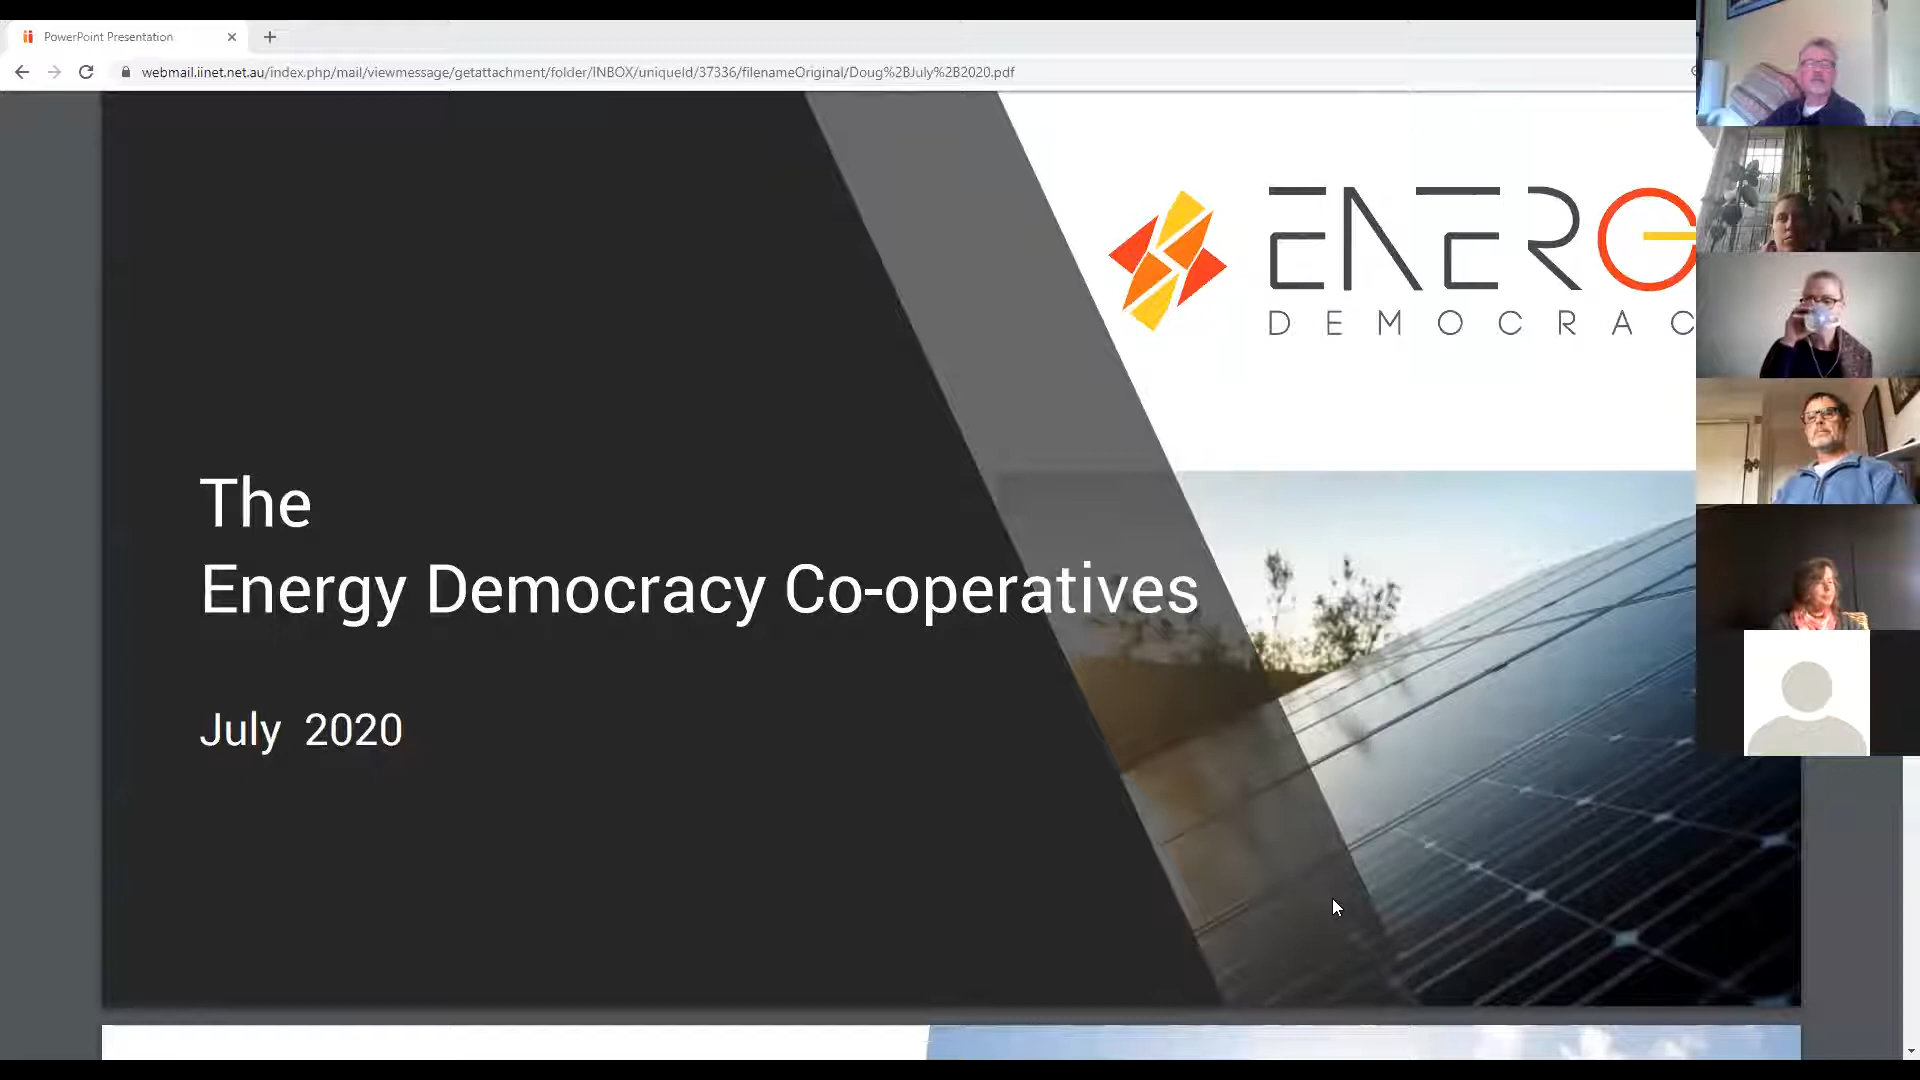 PowerPoint Presentation
webmail.iinet.net.au/index.php/mail/viewmessage/getattachment/folder/INBOX/uniqueId/37336/filenameOriginal/Doug%2BJuly%2B2020.pdf
ENERG
DEMOCRAC
The
Energy Democracy Co-operatives
July 2020